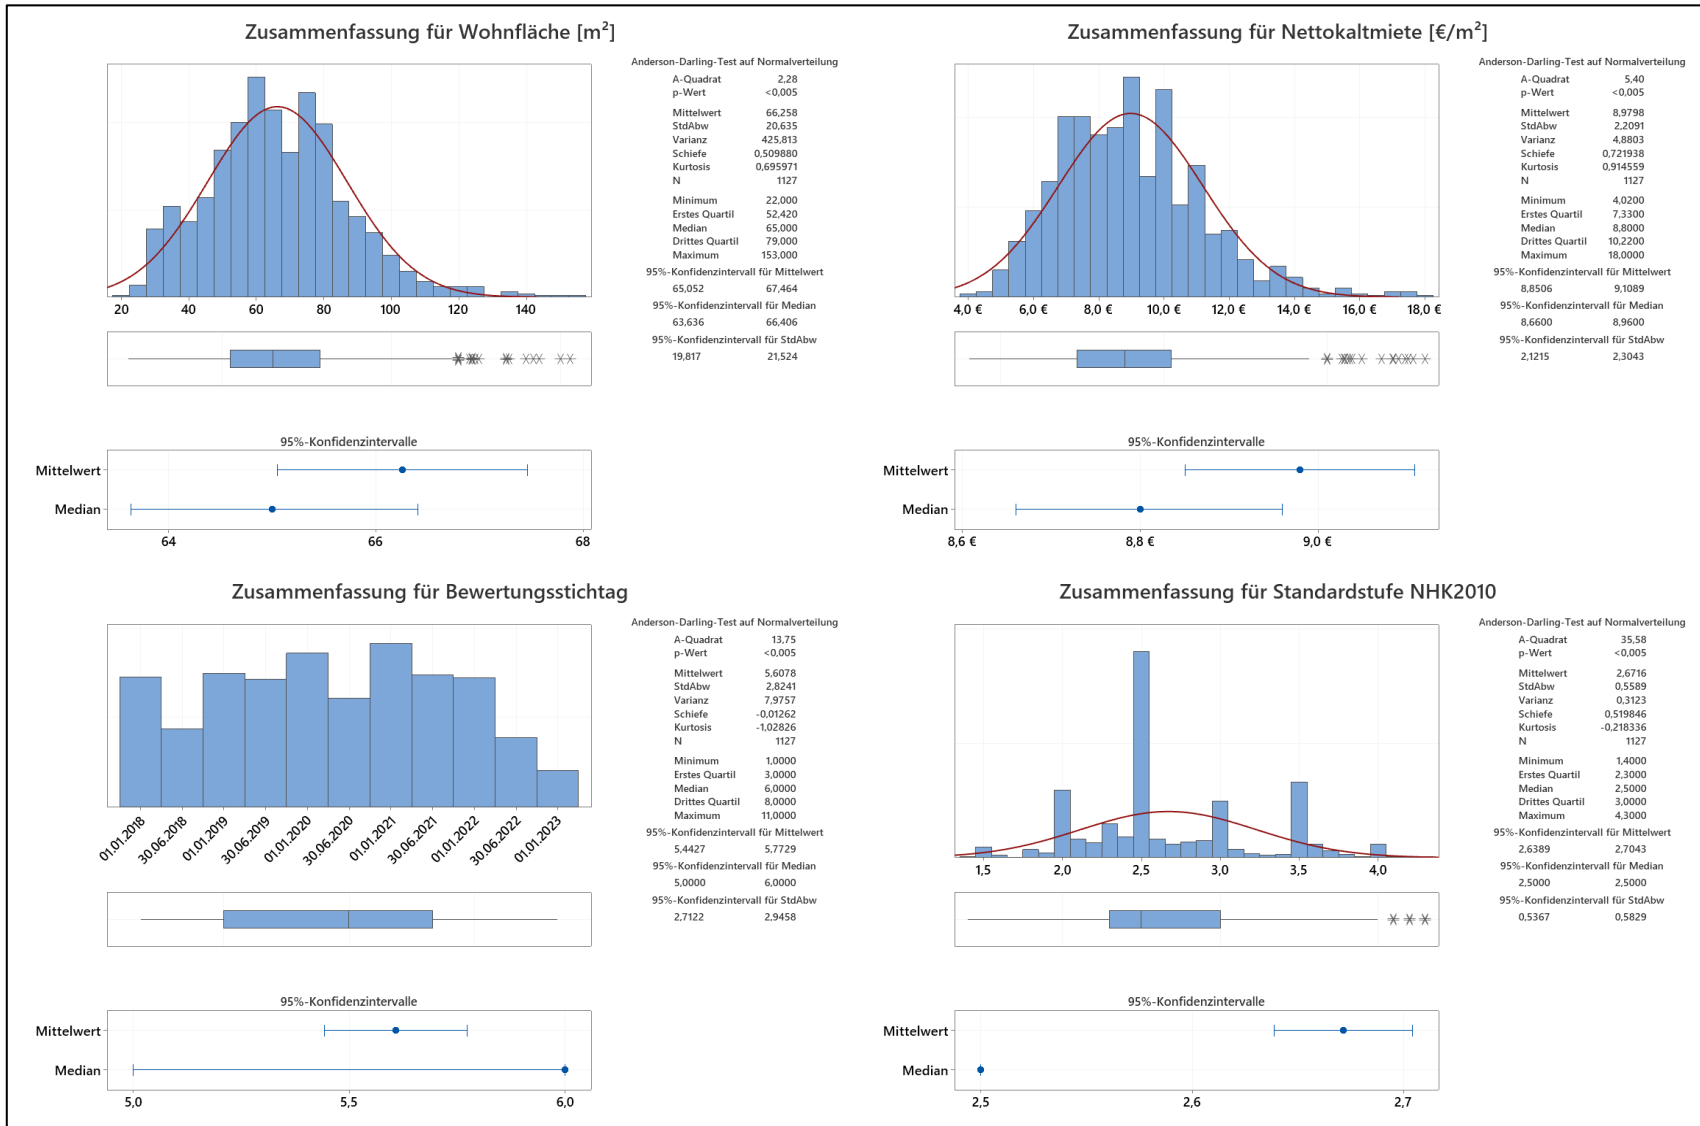 Zusammenfassung für Wohnfläche [m²]
Anderson-Darling-Test auf Normalverteilung
A-Quadrat 2,28
p-Wert <0,005
Mittelwert 66,258
StdAbw 20,635
Varianz 425,813
Schiefe 0,509880
Kurtosis 0,695971
N 1127
Minimum 22,000
Erstes Quartil 52,420
Median 65,000
Drittes Quartil 79,000
Maximum 153,000
95%-Konfidenzintervall für Mittelwert
65,052 67,464
95%-Konfidenzintervall für Median
63,636 66,406
95%-Konfidenzintervall für StdAbw
19,817 21,524
20 40 60 80 100 120 140
95%-Konfidenzintervalle
Mittelwert
Median
64 66 68
Zusammenfassung für Nettokaltmiete [€/m²]
Anderson-Darling-Test auf Normalverteilung
A-Quadrat 5,40
p-Wert <0,005
Mittelwert 8,9798
StdAbw 2,2091
Varianz 4,8803
Schiefe 0,721938
Kurtosis 0,914559
N 1127
Minimum 4,0200
Erstes Quartil 7,3300
Median 8,8000
Drittes Quartil 10,2200
Maximum 18,0000
95%-Konfidenzintervall für Mittelwert
8,8506 9,1089
95%-Konfidenzintervall für Median
8,6600 8,9600
95%-Konfidenzintervall für StdAbw
2,1215 2,3043
4,0 € 6,0 € 8,0 € 10,0 € 12,0 € 14,0 € 16,0 € 18,0 €
95%-Konfidenzintervalle
Mittelwert
Median
8,6 € 8,8 € 9,0 €
Zusammenfassung für Bewertungsstichtag
Anderson-Darling-Test auf Normalverteilung
A-Quadrat 13,75
p-Wert <0,005
Mittelwert 5,6078
StdAbw 2,8241
Varianz 7,9757
Schiefe -0,01262
Kurtosis -1,02826
N 1127
Minimum 1,0000
Erstes Quartil 3,0000
Median 6,0000
Drittes Quartil 8,0000
Maximum 11,0000
95%-Konfidenzintervall für Mittelwert
5,4427 5,7729
95%-Konfidenzintervall für Median
5,0000 6,0000
95%-Konfidenzintervall für StdAbw
2,7122 2,9458
01.01.2018 30.06.2018 01.01.2019 30.06.2019 01.01.2020 30.06.2020 01.01.2021 30.06.2021 01.01.2022 30.06.2022 01.01.2023
95%-Konfidenzintervalle
Mittelwert
Median
5,0 5,5 6,0
Zusammenfassung für Standardstufe NHK2010
Anderson-Darling-Test auf Normalverteilung
A-Quadrat 35,58
p-Wert <0,005
Mittelwert 2,6716
StdAbw 0,5589
Varianz 0,3123
Schiefe 0,519846
Kurtosis -0,218336
N 1127
Minimum 1,4000
Erstes Quartil 2,3000
Median 2,5000
Drittes Quartil 3,0000
Maximum 4,3000
95%-Konfidenzintervall für Mittelwert
2,6389 2,7043
95%-Konfidenzintervall für Median
2,5000 2,5000
95%-Konfidenzintervall für StdAbw
0,5367 0,5829
1,5 2,0 2,5 3,0 3,5 4,0
95%-Konfidenzintervalle
Mittelwert
Median
2,5 2,6 2,7